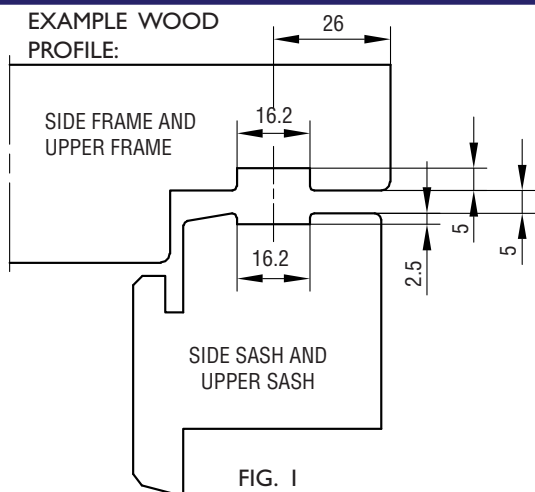 EXAMPLE WOOD
PROFILE:
26
SIDE FRAME AND
UPPER FRAME
16.2
5
5
2.5
16.2
SIDE SASH AND
UPPER SASH
FIG. 1